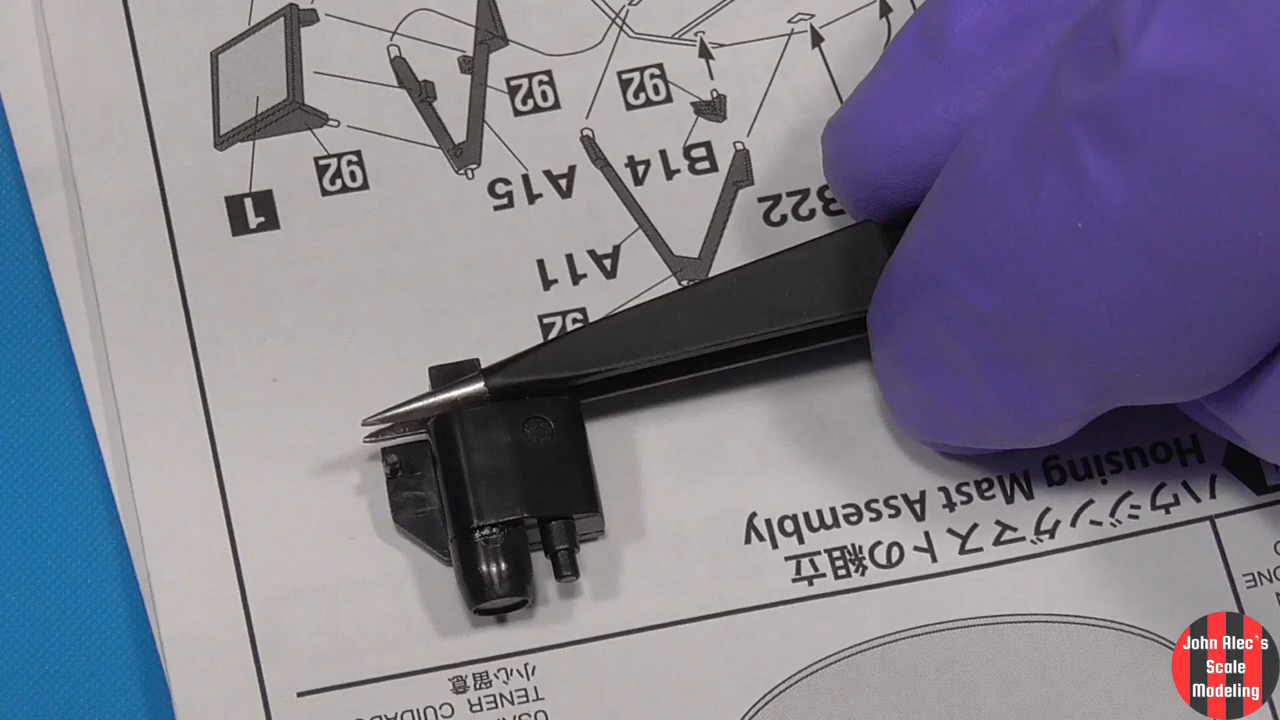 ハウジングマストの組立
Housing Mast Assembly
92
A11
B22
A15
B14
1
92
92
92
小心留意
TENER CUIDADO
John Alec`s
Scale
Modeling